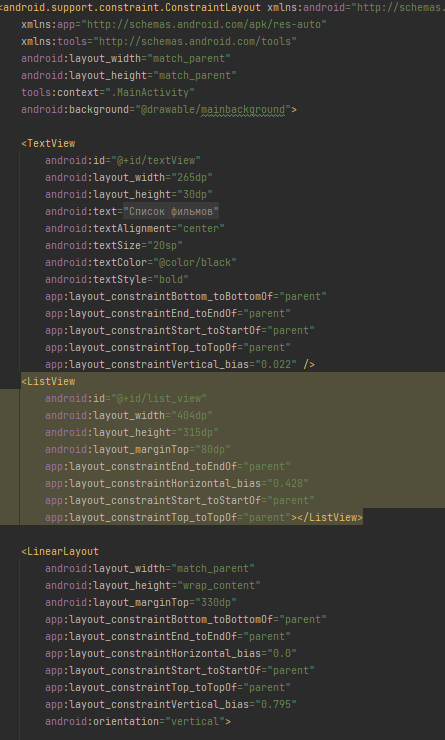 <android.support.constraint.ConstraintLayout xmlns:android="http://schemas.
xmlns:app="http://schemas.android.com/apk/res-auto"
xmlns:tools="http://schemas.android.com/tools"
android:layout_width="match_parent"
android:layout_height="match_parent"
tools:context=".MainActivity"
android:background="@drawable/mainbackground">
<TextView
android:id="@+id/textView"
android:layout_width="265dp"
android:layout_height="30dp"
android:text="Список фильмов"
android:textAlignment="center"
android:textSize="20sp"
android:textColor="@color/black"
android:textStyle="bold"
app:layout_constraintBottom_toBottomOf="parent"
app:layout_constraintEnd_toEndOf="parent"
app:layout_constraintStart_toStartOf="parent"
app:layout_constraintTop_toTopOf="parent"
app:layout_constraintVertical_bias="0.022" />
<ListView
android:id="@+id/list_view"
android:layout_width="404dp"
android:layout_height="315dp"
android:layout_marginTop="80dp"
app:layout_constraintEnd_toEndOf="parent"
app:layout_constraintHorizontal_bias="0.428"
app:layout_constraintStart_toStartOf="parent"
app:layout_constraintTop_toTopOf="parent"></ListView>
<LinearLayout
android:layout_width="match_parent"
android:layout_height="wrap_content"
android:layout_marginTop="330dp"
app:layout_constraintBottom_toBottomOf="parent"
app:layout_constraintEnd_toEndOf="parent"
app:layout_constraintHorizontal_bias="0.0"
app:layout_constraintStart_toStartOf="parent"
app:layout_constraintTop_toTopOf="parent"
app:layout_constraintVertical_bias="0.795"
android:orientation="vertical">